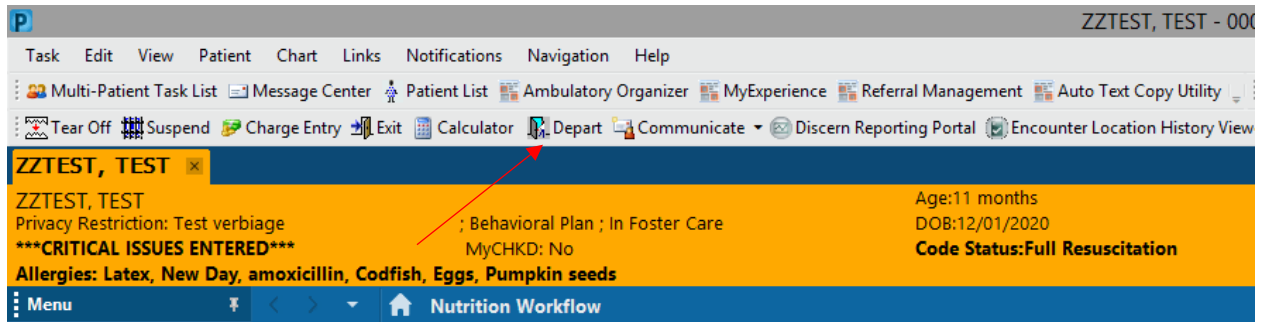 P ZZTEST, TEST - 000
Task Edit View Patient Chart Links Notifications Navigation Help
Multi-Patient Task List Message Center Patient List Ambulatory Organizer MyExperience Referral Management Auto Text Copy Utility
Tear Off Suspend Charge Entry Exit Calculator Depart Communicate Discern Reporting Portal Encounter Location History View
ZZTEST, TEST
ZZTEST, TEST Age:11 months
Privacy Restriction: Test verbiage ; Behavioral Plan ; In Foster Care DOB:12/01/2020
***CRITICAL ISSUES ENTERED*** MyCHKD: No Code Status:Full Resuscitation
Allergies: Latex, New Day, amoxicillin, Codfish, Eggs, Pumpkin seeds
Menu Nutrition Workflow